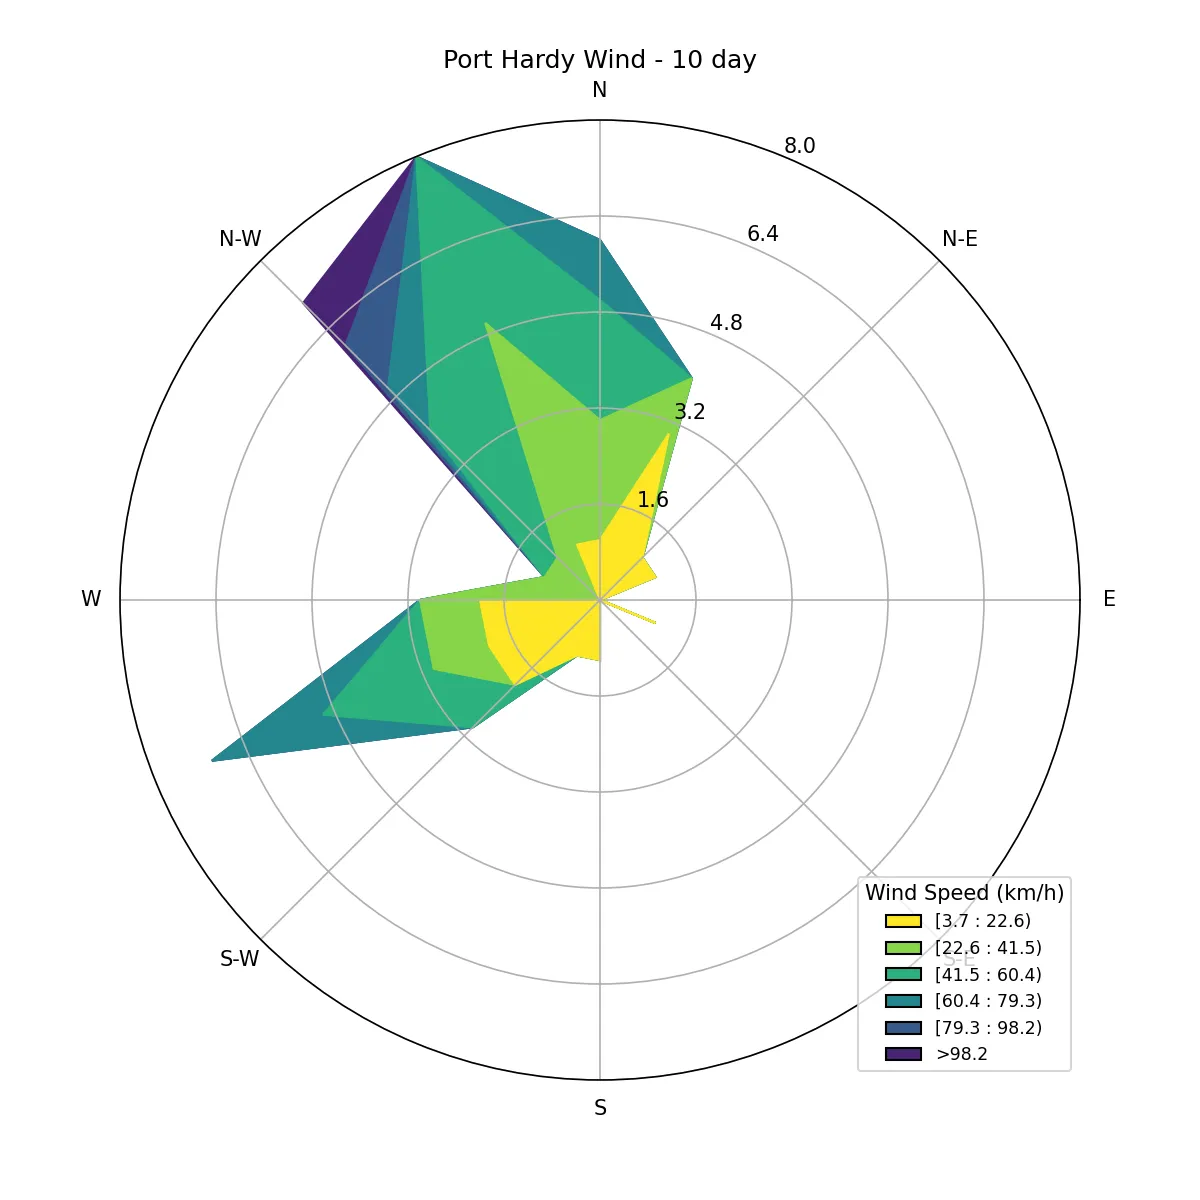 Port Hardy Wind - 10 day
N
8.0
N-W
6.4
N-E
4.8
3.2
1.6
W
E
S-W
S-E
S
Wind Speed (km/h)
[3.7 : 22.6)
[22.6 : 41.5)
[41.5 : 60.4)
[60.4 : 79.3)
[79.3 : 98.2)
>98.2